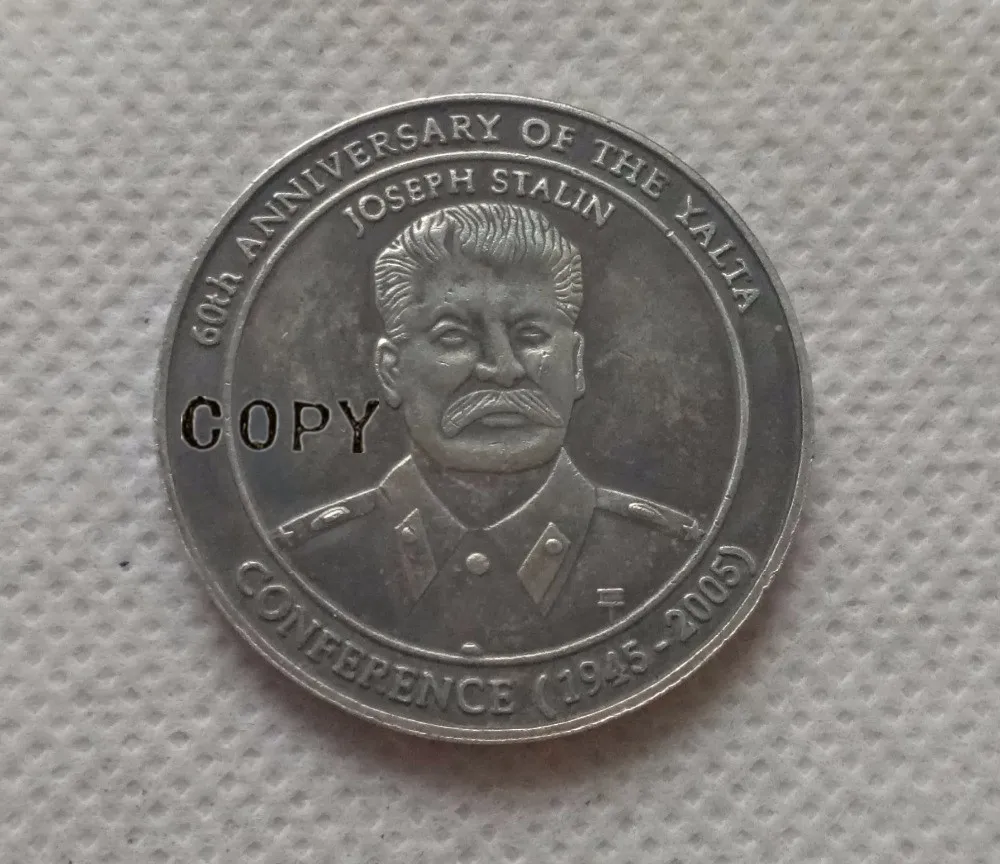 60th ANNIVERSARY OF THE YALTA
JOSEPH STALIN
COPY
CONFERENCE (1945-2005)